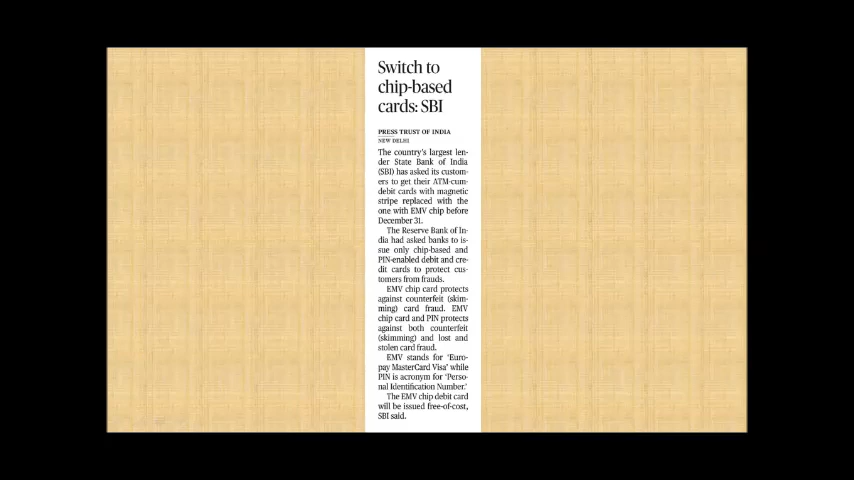 Switch to
chip-based
cards: SBI
PRESS TRUST OF INDIA
NEW DELHI
The country's largest len-
der State Bank of India
(SBI) has asked its custom-
ers to get their ATM-cum-
debit cards with magnetic
stripe replaced with the
one with EMV chip before
December 31.
The Reserve Bank of In-
dia had asked banks to is-
sue only chip-based and
PIN-enabled debit and cre-
dit cards to protect cus-
tomers from frauds.
EMV chip card protects
against counterfeit (skim-
ming) card fraud. EMV
chip card and PIN protects
against both counterfeit
(skimming) and lost and
stolen card fraud.
EMV stands for 'Euro-
pay MasterCard Visa' while
PIN is acronym for 'Perso-
nal Identification Number.'
The EMV chip debit card
will be issued free-of-cost,
SBI said.